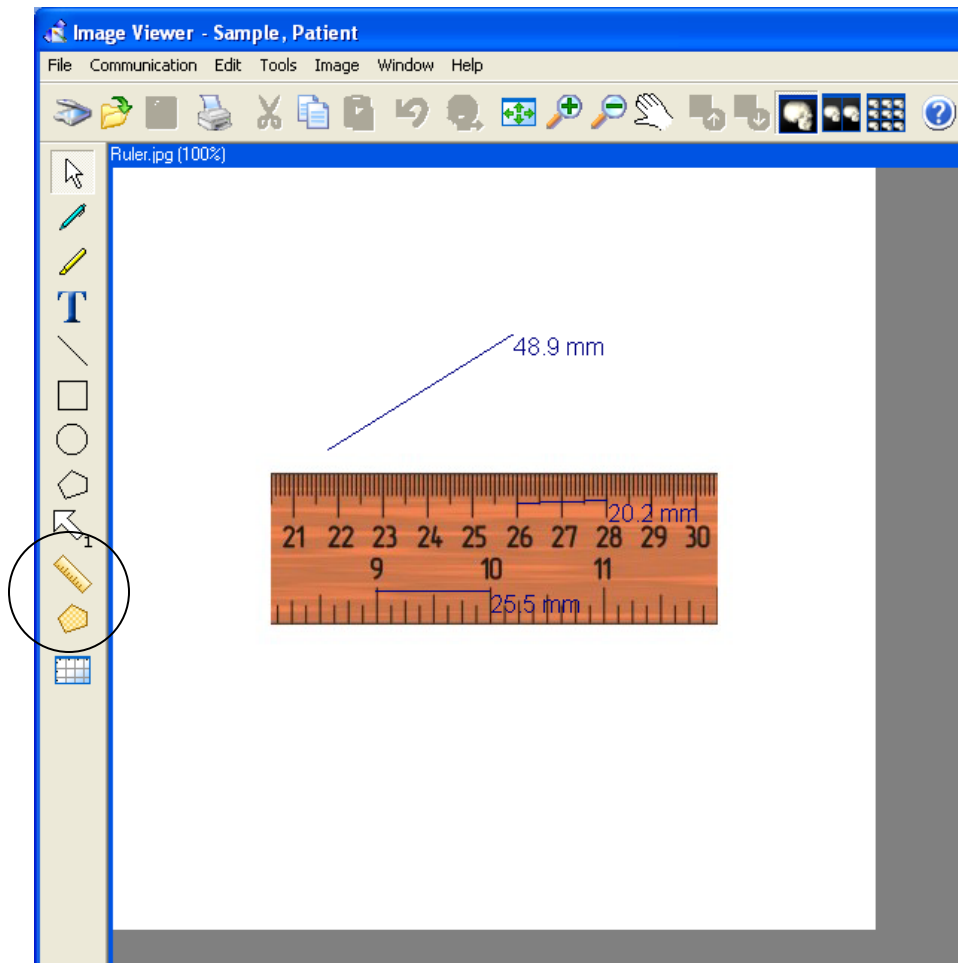 Image Viewer - Sample, Patient
File Communication Edit Tools Image Window Help
?
Ruler.jpg (100%)
T
48.9 mm
20.2 mm
21 22 23 24 25 26 27 28 29 30
9 10 11
25.5 mm
1